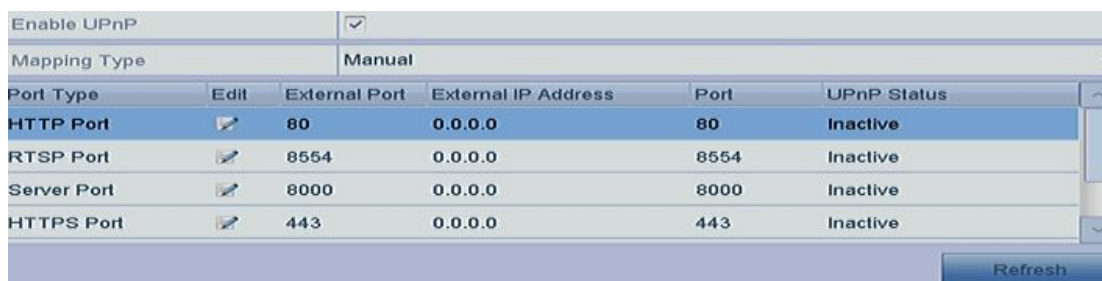 Enable UPnP
Mapping Type Manual
Port Type Edit External Port External IP Address Port UPnP Status
HTTP Port 80 0.0.0.0 80 Inactive
RTSP Port 8554 0.0.0.0 8554 Inactive
Server Port 8000 0.0.0.0 8000 Inactive
HTTPS Port 443 0.0.0.0 443 Inactive
Refresh